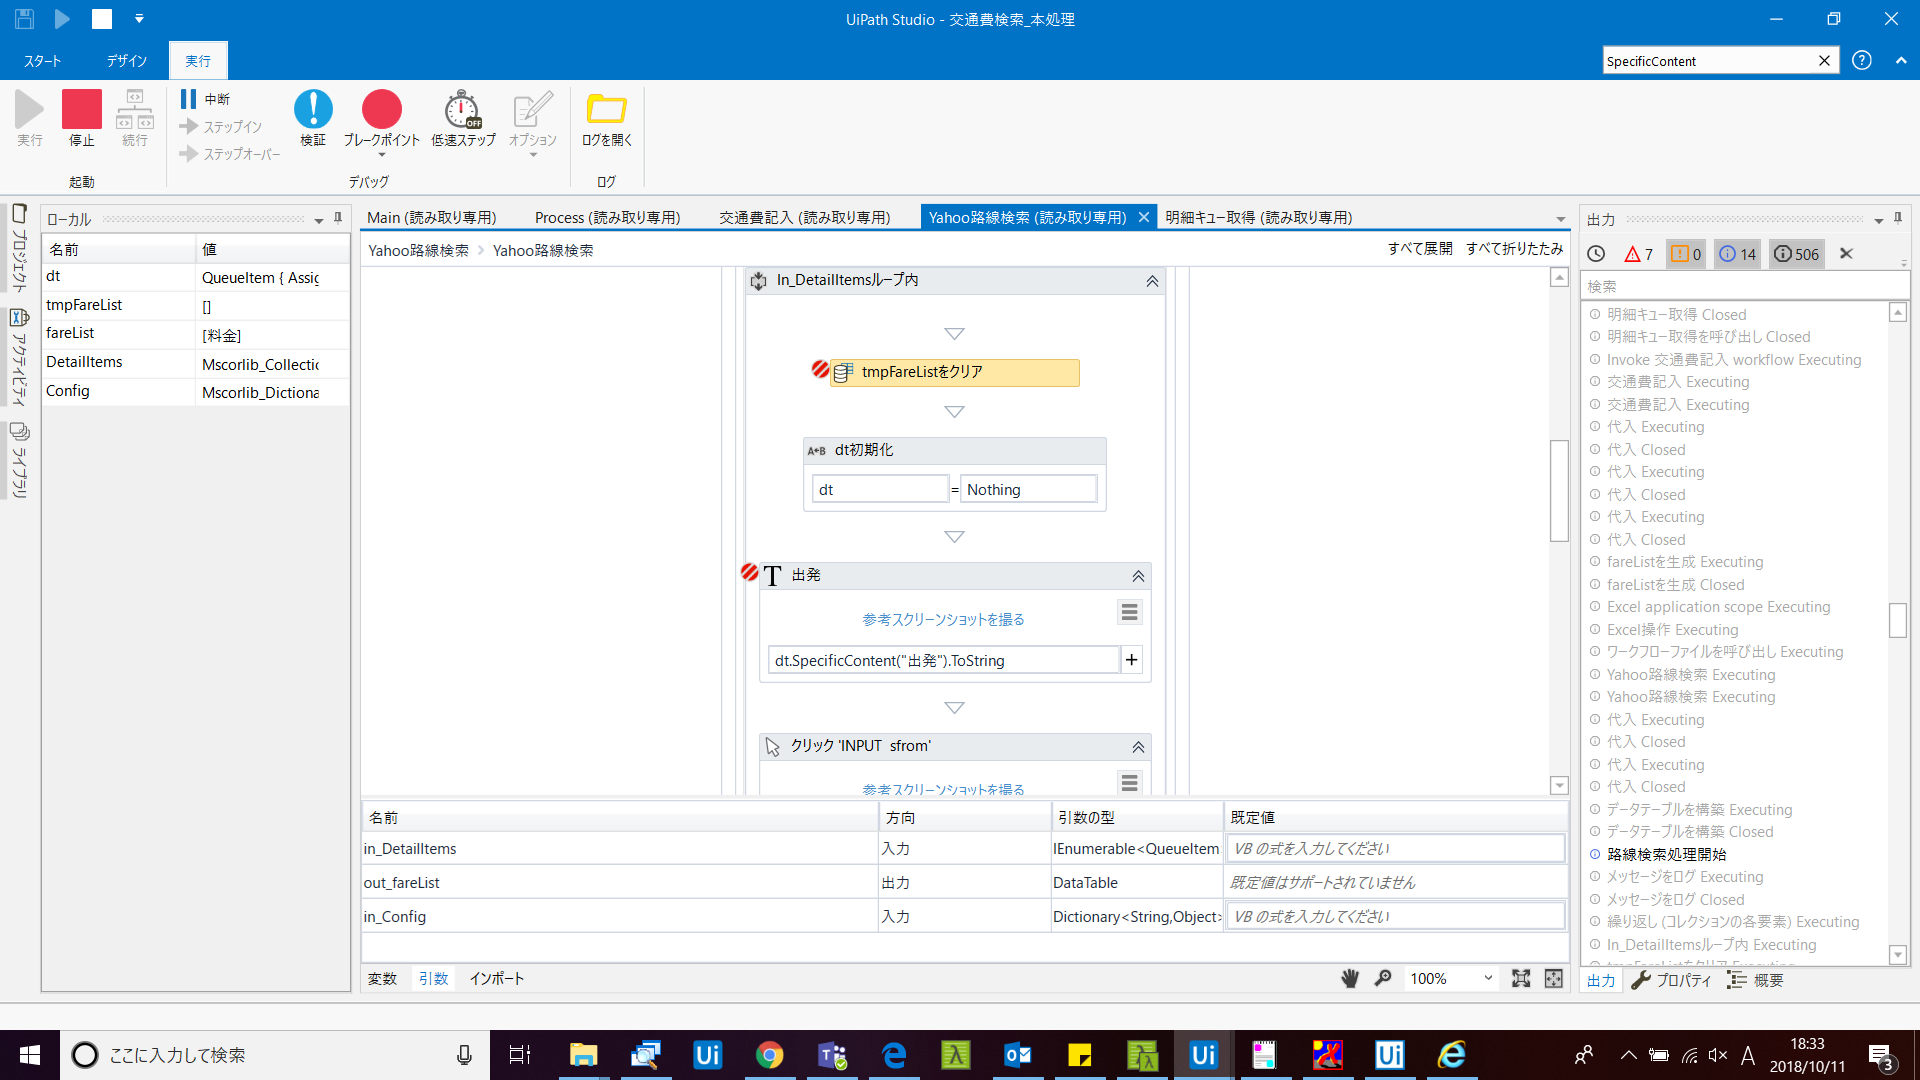 UiPath Studio - 交通費検索_本処理
スタート
デザイン
実行
SpecificContent
実行
停止
続行
起動
中断
ステップイン
ステップオーバー
検証
ブレークポイント
低速ステップ
OFF
オプション
デバッグ
ログを開く
ログ
プロジェクト
アクティビティ
ライブラリ
ローカル
名前 値
dt QueueItem { Assig
tmpFareList []
fareList [料金]
DetailItems Mscorlib_Collectic
Config Mscorlib_Dictiona
Main (読み取り専用)
Process (読み取り専用)
交通費記入 (読み取り専用)
Yahoo路線検索 (読み取り専用)
明細キュー取得 (読み取り専用)
Yahoo路線検索 > Yahoo路線検索
すべて展開 すべて折りたたみ
In_DetailItemsループ内
tmpFareListをクリア
A+B dt初期化
dt = Nothing
T 出発
参考スクリーンショットを撮る
dt.SpecificContent("出発").ToString +
クリック 'INPUT sfrom'
参考スクリーンショットを撮る
名前 方向 引数の型 既定値
in_DetailItems 入力 IEnumerable<QueueItem VB の式を入力してください
out_fareList 出力 DataTable 既定値はサポートされていません
in_Config 入力 Dictionary<String,Object> VB の式を入力してください
変数 引数 インポート
100%
出力
7
0
14
506
検索
明細キュー取得 Closed
明細キュー取得を呼び出し Closed
Invoke 交通費記入 workflow Executing
交通費記入 Executing
交通費記入 Executing
代入 Executing
代入 Closed
代入 Executing
代入 Closed
代入 Executing
代入 Closed
fareListを生成 Executing
fareListを生成 Closed
Excel application scope Executing
Excel操作 Executing
ワークフローファイルを呼び出し Executing
Yahoo路線検索 Executing
Yahoo路線検索 Executing
代入 Executing
代入 Closed
代入 Executing
代入 Closed
データテーブルを構築 Executing
データテーブルを構築 Closed
路線検索処理開始
メッセージをログ Executing
メッセージをログ Closed
繰り返し (コレクションの各要素) Executing
In_DetailItemsループ内 Executing
tmpFareListをクリア Executing
出力 プロパティ 概要
ここに入力して検索
Ui
Ui
Ui
A
18:33
2018/10/11
3